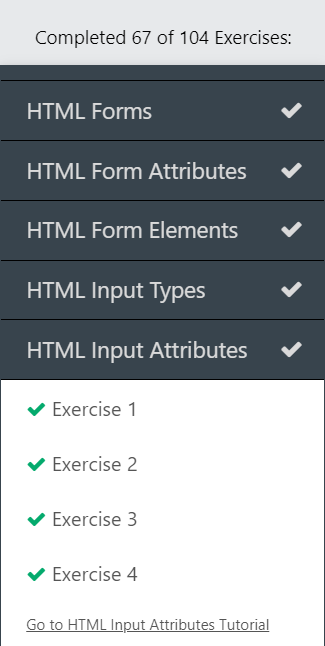 Completed 67 of 104 Exercises:
HTML Forms
HTML Form Attributes
HTML Form Elements
HTML Input Types
HTML Input Attributes
Exercise 1
Exercise 2
Exercise 3
Exercise 4
Go to HTML Input Attributes Tutorial